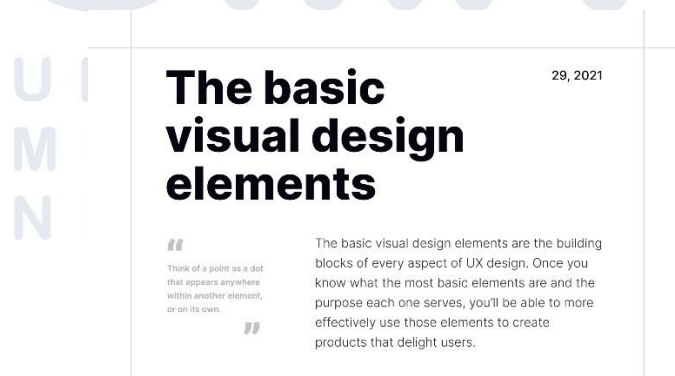 U
M
N
The basic
visual design
elements
29, 2021
“
Think of a point as a dot
that appears anywhere
within another element,
or on its own.
”
The basic visual design elements are the building
blocks of every aspect of UX design. Once you
know what the most basic elements are and the
purpose each one serves, you’ll be able to more
effectively use those elements to create
products that delight users.